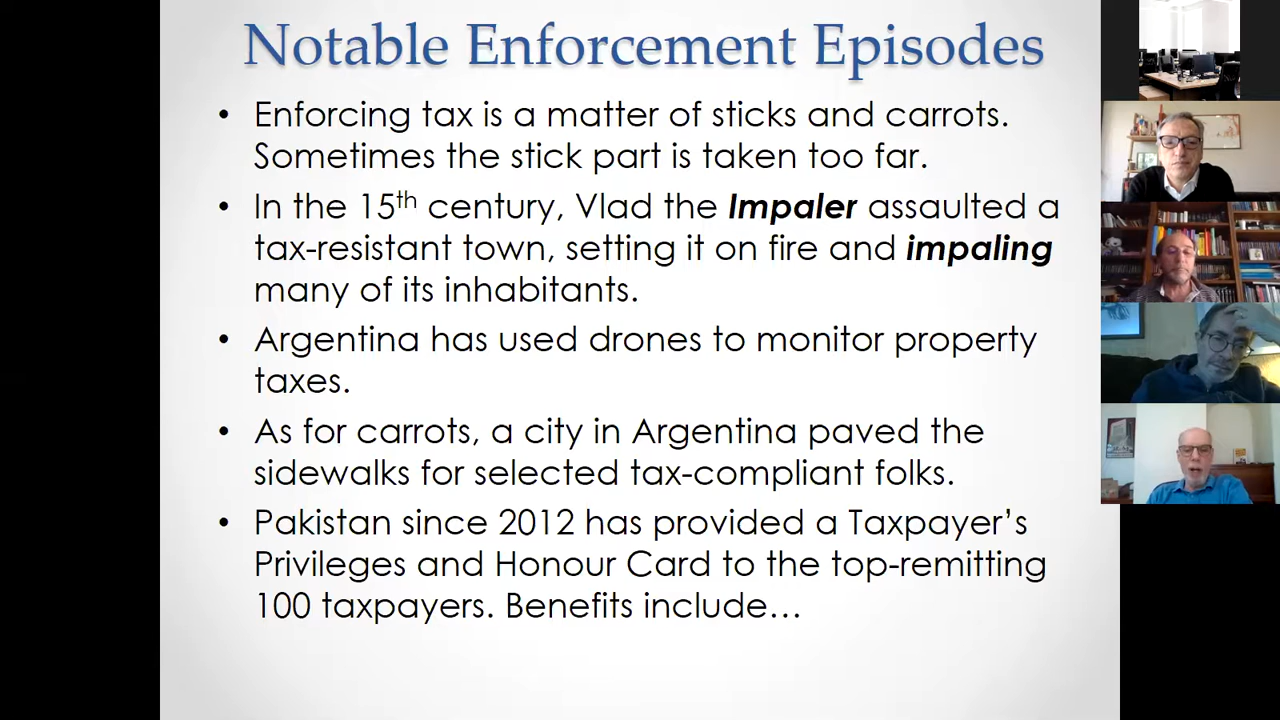 Notable Enforcement Episodes
• Enforcing tax is a matter of sticks and carrots.
Sometimes the stick part is taken too far.
• In the 15th century, Vlad the Impaler assaulted a
tax-resistant town, setting it on fire and impaling
many of its inhabitants.
• Argentina has used drones to monitor property
taxes.
• As for carrots, a city in Argentina paved the
sidewalks for selected tax-compliant folks.
• Pakistan since 2012 has provided a Taxpayer’s
Privileges and Honour Card to the top-remitting
100 taxpayers. Benefits include…